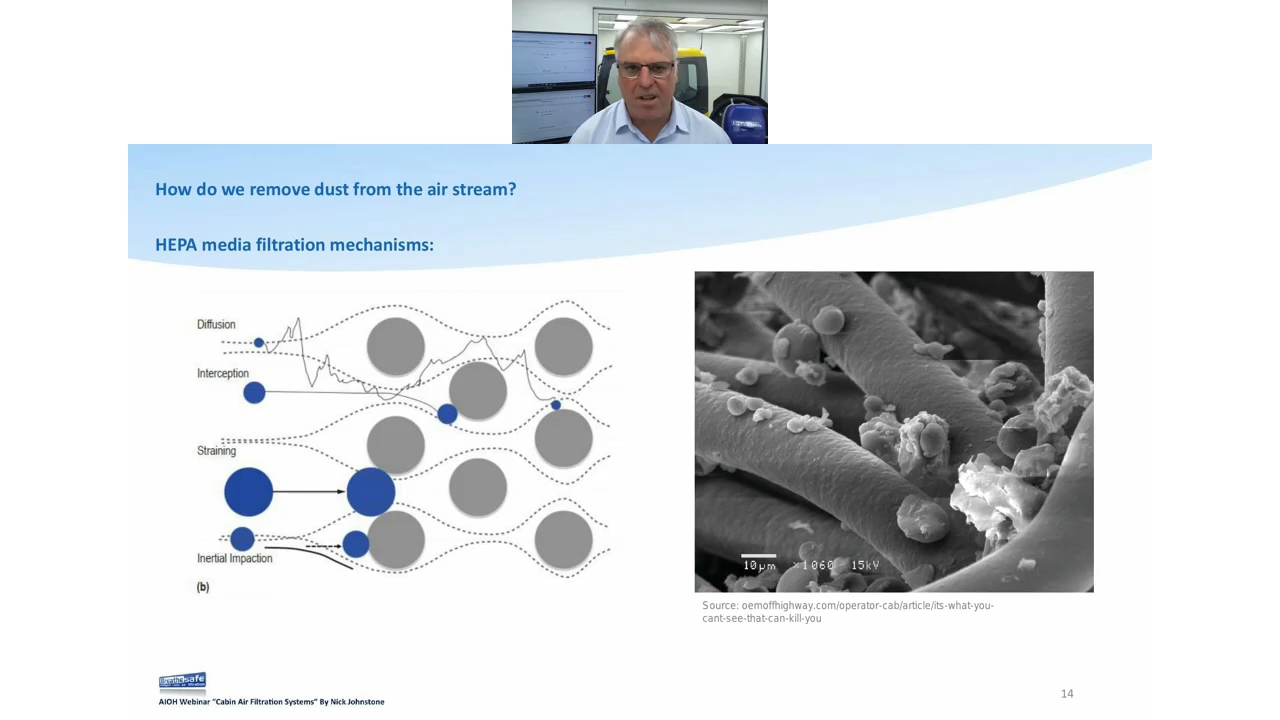 How do we remove dust from the air stream?
HEPA media filtration mechanisms:
Diffusion
Interception
Straining
Inertial Impaction
(b)
10µm ×1060 15kV
Source: oemoffhighway.com/operator-cab/article/its-what-you-
cant-see-that-can-kill-you
Breathe safe
AIOH Webinar "Cabin Air Filtration Systems" By Nick Johnstone
14